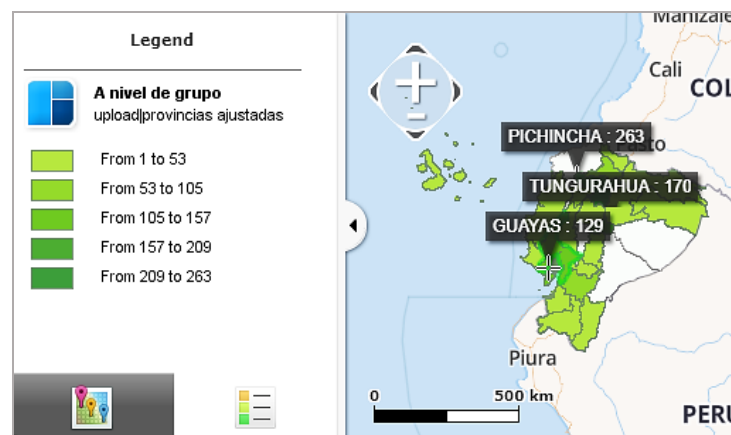 Legend
A nivel de grupo
upload|provincias ajustadas
From 1 to 53
From 53 to 105
From 105 to 157
From 157 to 209
From 209 to 263
Manizale
Cali
COL
Pasto
PICHINCHA : 263
TUNGURAHUA : 170
GUAYAS : 129
Piura
0 500 km
PERU